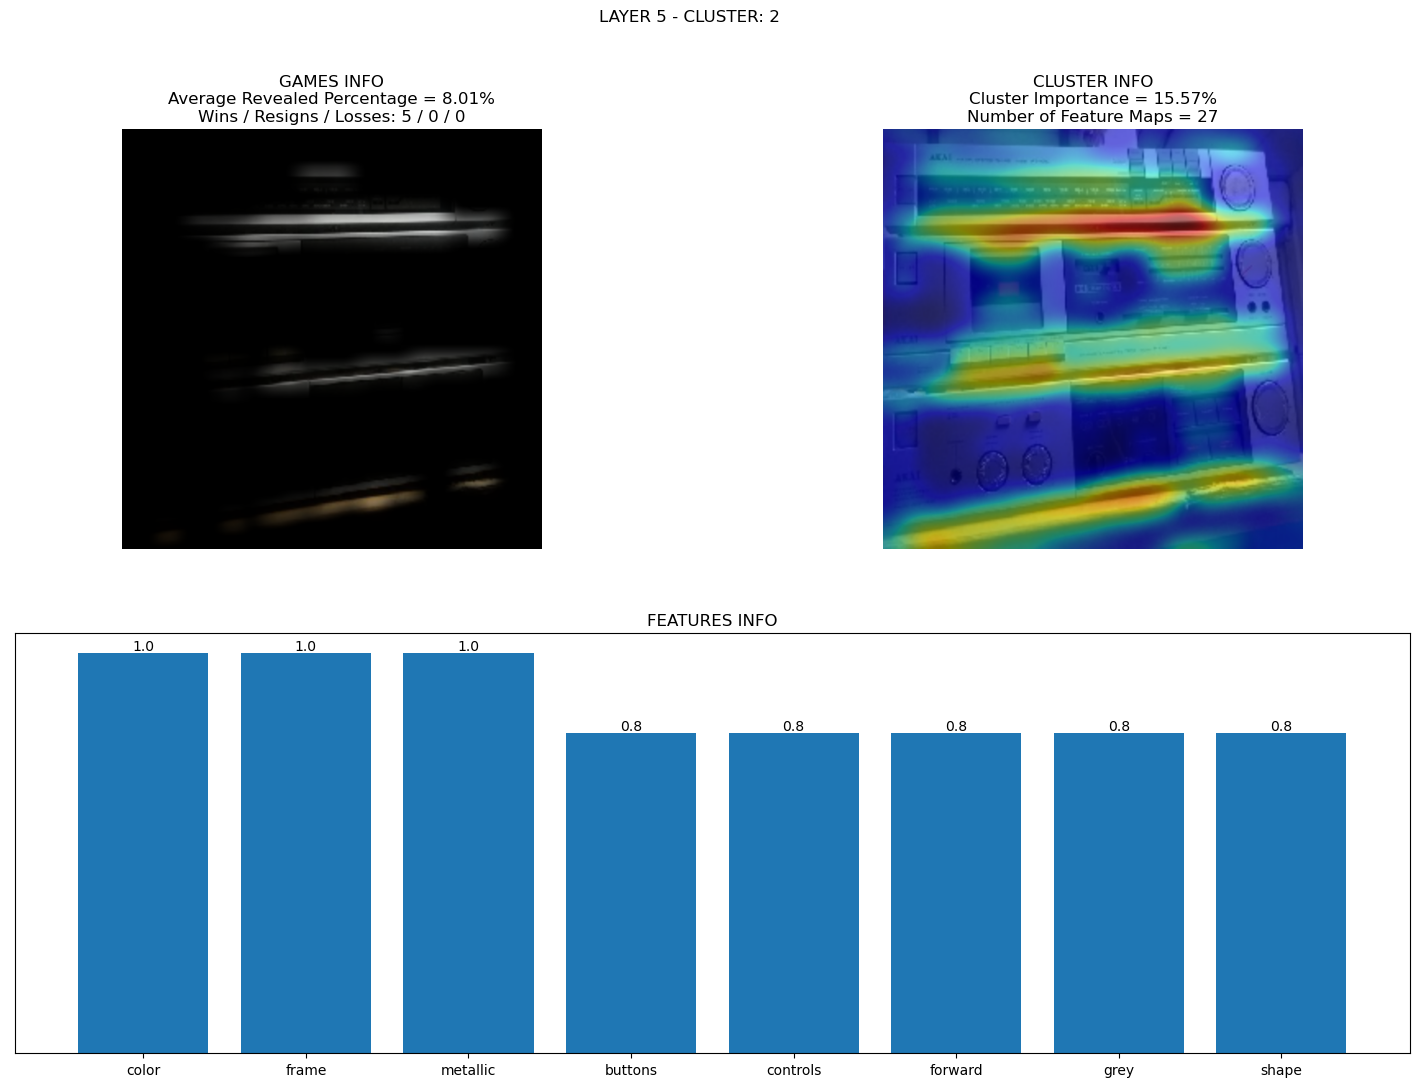 LAYER 5 - CLUSTER: 2
GAMES INFO
Average Revealed Percentage = 8.01%
Wins / Resigns / Losses: 5 / 0 / 0
CLUSTER INFO
Cluster Importance = 15.57%
Number of Feature Maps = 27
AKAI
FEATURES INFO
1.0 1.0 1.0 0.8 0.8 0.8 0.8 0.8
color frame metallic buttons controls forward grey shape